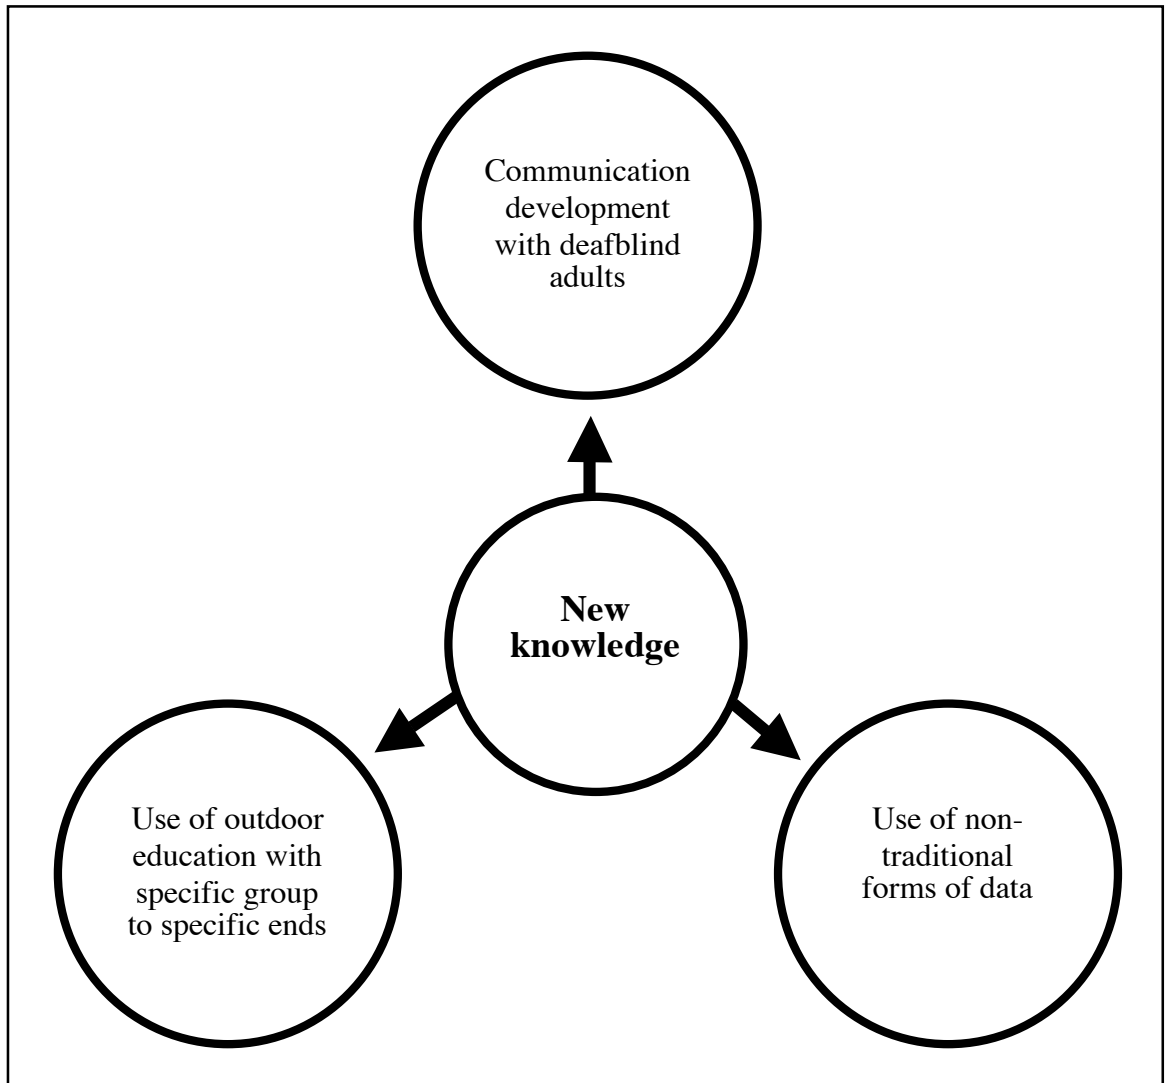 Communication
development
with deafblind
adults
New
knowledge
Use of outdoor
education with
specific group
to specific ends
Use of non-
traditional
forms of data